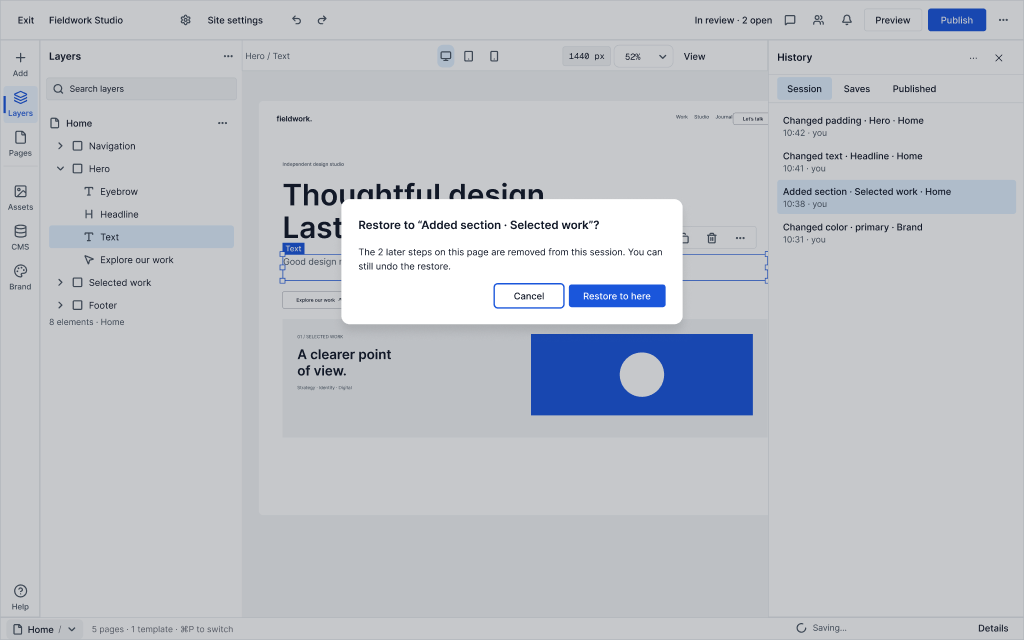 Exit Fieldwork Studio Site settings In review · 2 open Preview Publish
Add
Layers
Pages
Assets
CMS
Brand
Help
Layers
Search layers
Home
Navigation
Hero
Eyebrow
Headline
Text
Explore our work
Selected work
Footer
8 elements · Home
Hero / Text 1440 px 52% View
fieldwork. Work Studio Journal Let's talk
Independent design studio
Thoughtful design
Last
Text
Good design
Explore our work
01 / SELECTED WORK
A clearer point
of view.
Strategy · Identity · Digital
Restore to “Added section · Selected work”?
The 2 later steps on this page are removed from this session. You can
still undo the restore.
Cancel Restore to here
History
Session Saves Published
Changed padding · Hero · Home
10:42 · you
Changed text · Headline · Home
10:41 · you
Added section · Selected work · Home
10:38 · you
Changed color · primary · Brand
10:31 · you
Home / 5 pages · 1 template · ⌘P to switch Saving... Details